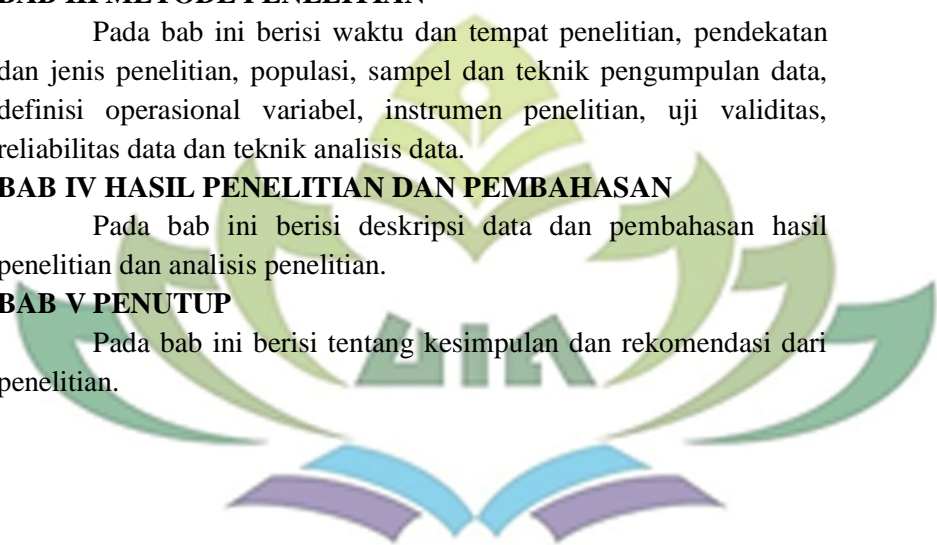 BAB III METODE PENELITIAN
Pada bab ini berisi waktu dan tempat penelitian, pendekatan
dan jenis penelitian, populasi, sampel dan teknik pengumpulan data,
definisi operasional variabel, instrumen penelitian, uji validitas,
reliabilitas data dan teknik analisis data.
BAB IV HASIL PENELITIAN DAN PEMBAHASAN
Pada bab ini berisi deskripsi data dan pembahasan hasil
penelitian dan analisis penelitian.
BAB V PENUTUP
Pada bab ini berisi tentang kesimpulan dan rekomendasi dari
penelitian.
UIN